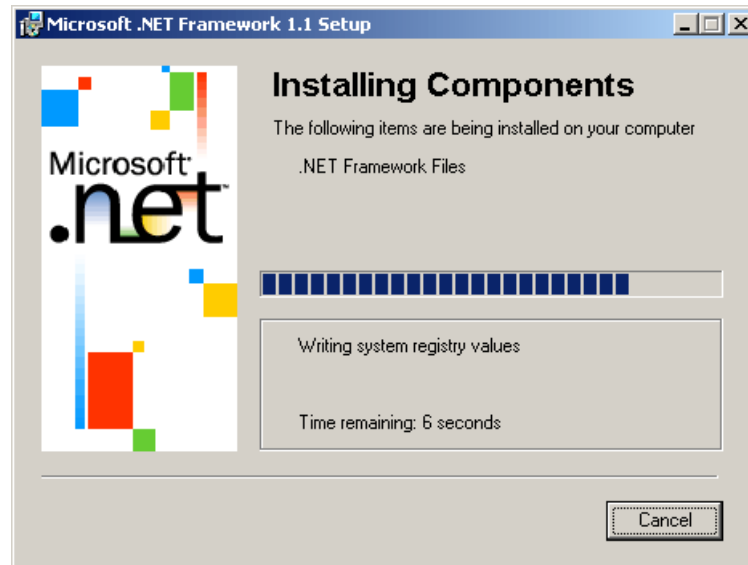 Microsoft .NET Framework 1.1 Setup
Installing Components
The following items are being installed on your computer
.NET Framework Files
Microsoft
.net
Writing system registry values
Time remaining: 6 seconds
Cancel